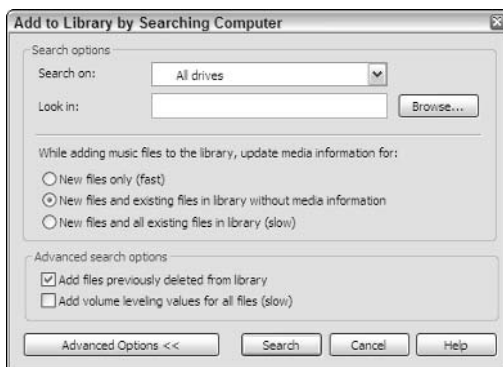 Add to Library by Searching Computer
Search options
Search on:
All drives
Look in:
Browse...
While adding music files to the library, update media information for:
New files only (fast)
New files and existing files in library without media information
New files and all existing files in library (slow)
Advanced search options
Add files previously deleted from library
Add volume leveling values for all files (slow)
Advanced Options <<
Search
Cancel
Help